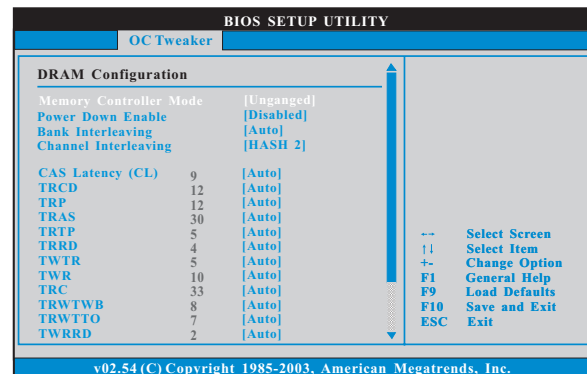 BIOS SETUP UTILITY
OC Tweaker
DRAM Configuration
Memory Controller Mode [Unganged]
Power Down Enable [Disabled]
Bank Interleaving [Auto]
Channel Interleaving [HASH 2]
CAS Latency (CL) 9 [Auto]
TRCD 12 [Auto]
TRP 12 [Auto]
TRAS 30 [Auto]
TRTP 5 [Auto]
TRRD 4 [Auto]
TWTR 5 [Auto]
TWR 10 [Auto]
TRC 33 [Auto]
TRWTWB 8 [Auto]
TRWTTO 7 [Auto]
TWRRD 2 [Auto]
←→ Select Screen
↑↓ Select Item
+- Change Option
F1 General Help
F9 Load Defaults
F10 Save and Exit
ESC Exit
v02.54 (C) Copyright 1985-2003, American Megatrends, Inc.